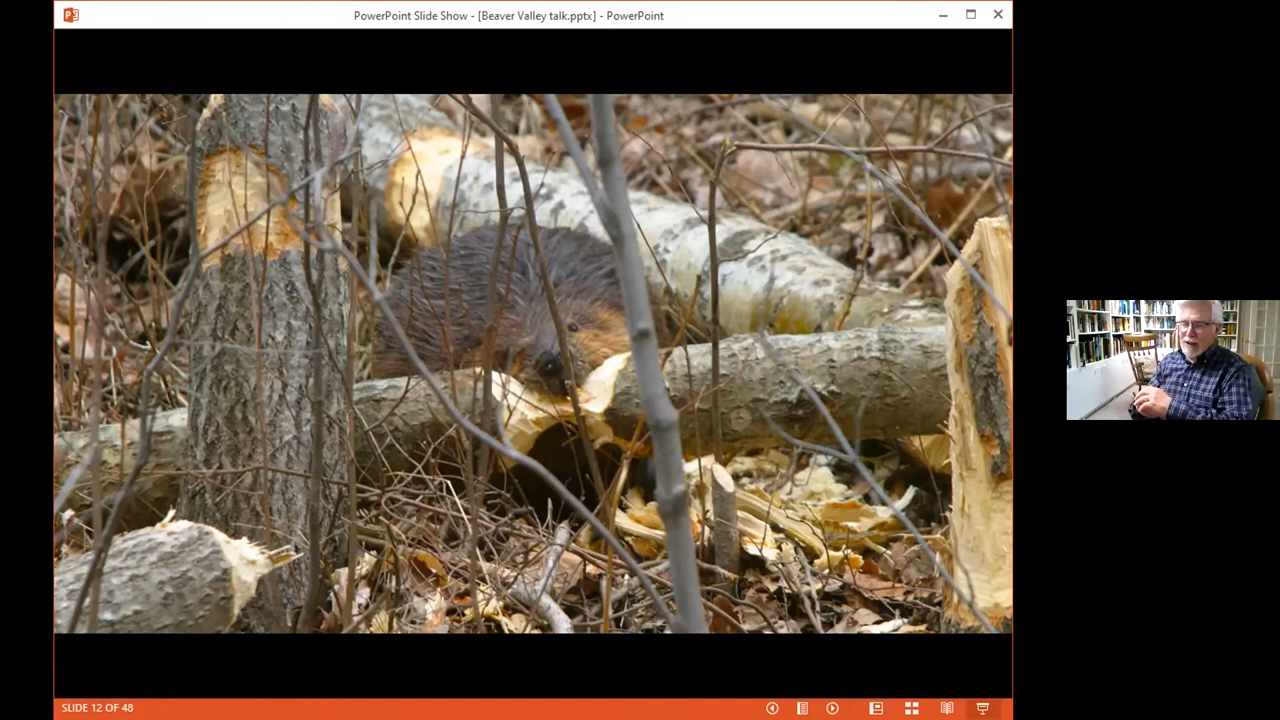 PowerPoint Slide Show - [Beaver Valley talk.pptx] - PowerPoint
SLIDE 12 OF 48